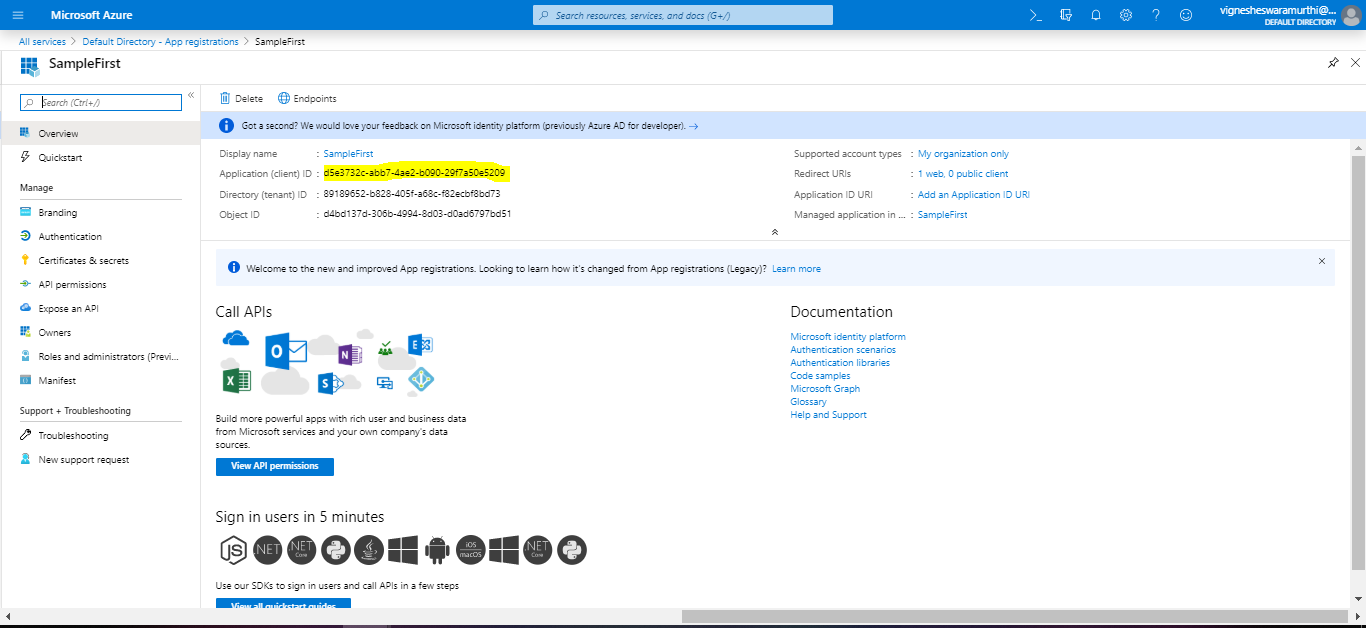 Microsoft Azure
Search resources, services, and docs (G+/)
vignesheswaramurthi@...
DEFAULT DIRECTORY
All services > Default Directory - App registrations > SampleFirst
SampleFirst
Search (Ctrl+/)
Overview
Quickstart
Manage
Branding
Authentication
Certificates & secrets
API permissions
Expose an API
Owners
Roles and administrators (Previ...
Manifest
Support + Troubleshooting
Troubleshooting
New support request
Delete Endpoints
Got a second? We would love your feedback on Microsoft identity platform (previously Azure AD for developer). →
Display name : SampleFirst
Application (client) ID : d5e3732c-abb7-4ae2-b090-29f7a50e5209
Directory (tenant) ID : 89189652-b828-405f-a68c-f82ecbf8bd73
Object ID : d4bd137d-306b-4994-8d03-d0ad6797bd51
Supported account types : My organization only
Redirect URIs : 1 web, 0 public client
Application ID URI : Add an Application ID URI
Managed application in ... : SampleFirst
Welcome to the new and improved App registrations. Looking to learn how it's changed from App registrations (Legacy)? Learn more
Call APIs
Build more powerful apps with rich user and business data
from Microsoft services and your own company's data
sources.
View API permissions
Sign in users in 5 minutes
JS .NET .NET Core iOS macOS .NET Core
Use our SDKs to sign in users and call APIs in a few steps
View all quickstart guides
Documentation
Microsoft identity platform
Authentication scenarios
Authentication libraries
Code samples
Microsoft Graph
Glossary
Help and Support